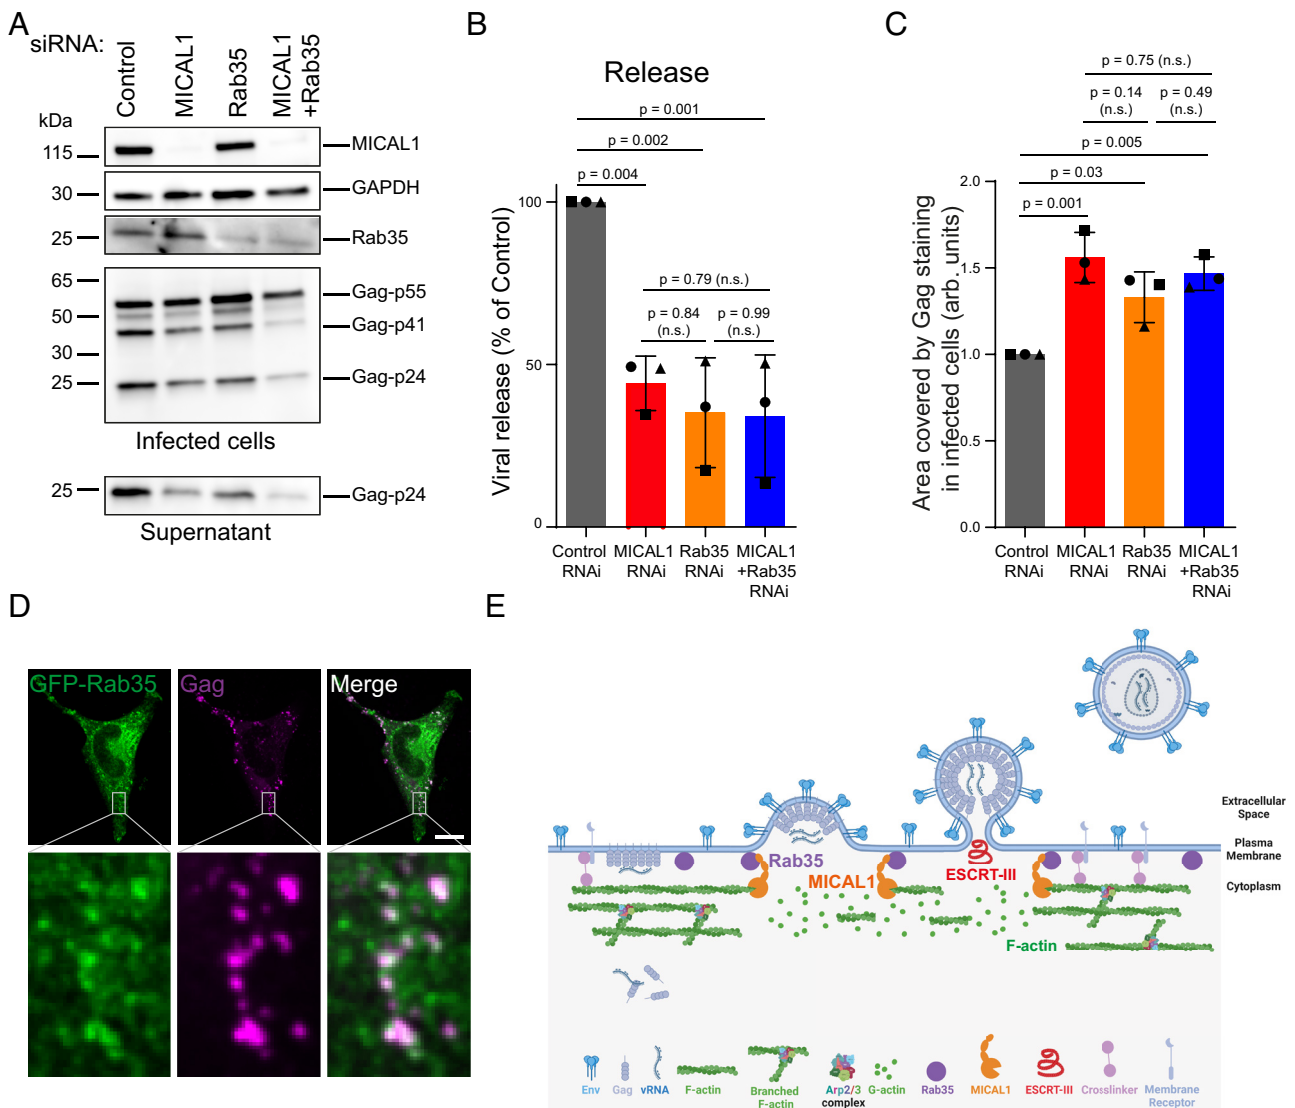 A
siRNA:
Control
MICAL1
Rab35
MICAL1
+Rab35
kDa
115
MICAL1
30
GAPDH
25
Rab35
65
Gag-p55
50
Gag-p41
30
25
Gag-p24
Infected cells
25
Gag-p24
Supernatant
B
Release
p = 0.001
p = 0.002
p = 0.004
p = 0.79 (n.s.)
p = 0.84
(n.s.)
p = 0.99
(n.s.)
Viral release (% of Control)
100
50
0
Control
RNAi
MICAL1
RNAi
Rab35
RNAi
MICAL1
+Rab35
RNAi
C
p = 0.75 (n.s.)
p = 0.14
(n.s.)
p = 0.49
(n.s.)
p = 0.005
p = 0.03
p = 0.001
Area covered by Gag staining
in infected cells (arb. units)
2.0
1.5
1.0
0.5
0.0
Control
RNAi
MICAL1
RNAi
Rab35
RNAi
MICAL1
+Rab35
RNAi
D
GFP-Rab35
Gag
Merge
E
Extracellular
Space
Plasma
Membrane
Cytoplasm
Rab35
MICAL1
ESCRT-III
F-actin
Env
Gag
vRNA
F-actin
Branched
F-actin
Arp2/3
complex
G-actin
Rab35
MICAL1
ESCRT-III
Crosslinker
Membrane
Receptor